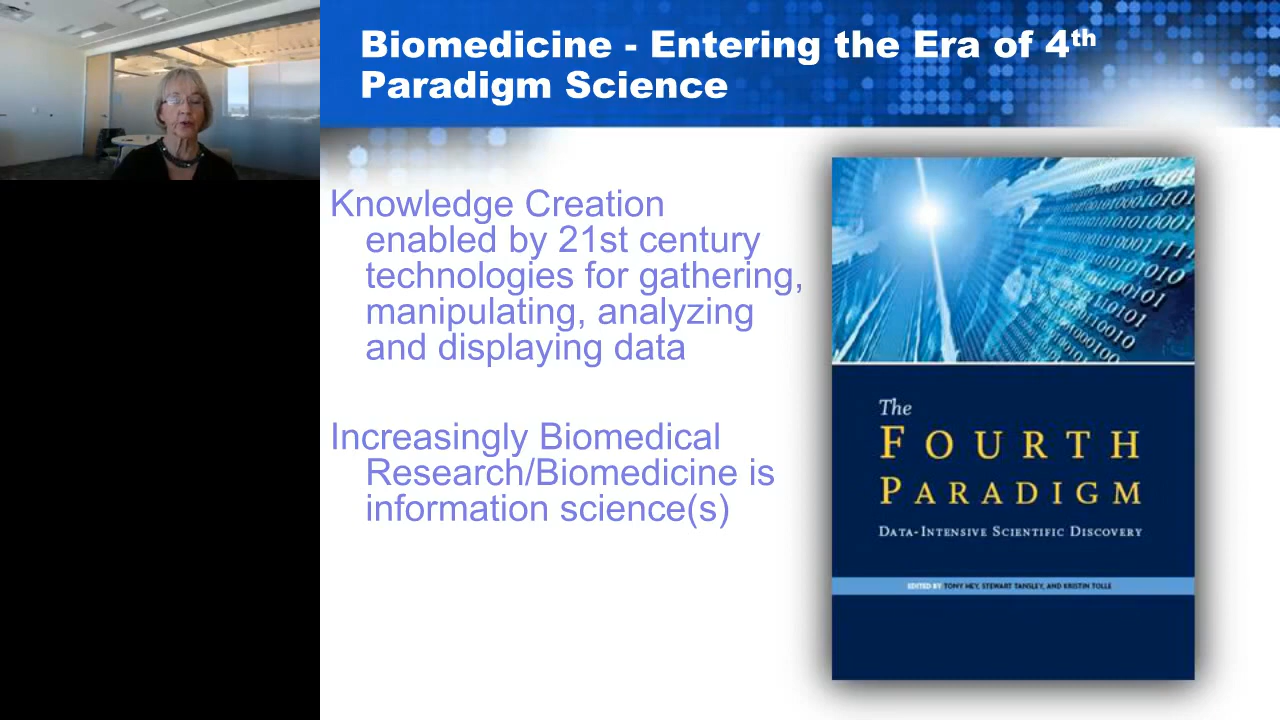 Biomedicine - Entering the Era of 4th
Paradigm Science
Knowledge Creation
enabled by 21st century
technologies for gathering,
manipulating, analyzing
and displaying data
Increasingly Biomedical
Research/Biomedicine is
information science(s)
The
FOURTH
PARADIGM
DATA-INTENSIVE SCIENTIFIC DISCOVERY
EDITED BY TONY HEY, STEWART TANSLEY, AND KRISTIN TOLLE